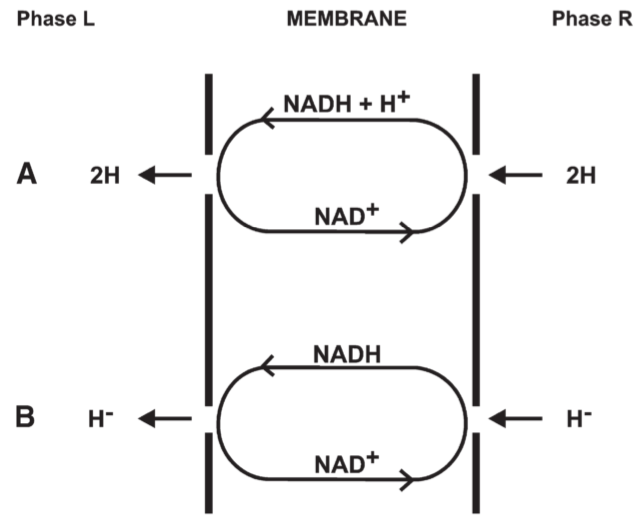 Phase L MEMBRANE Phase R
NADH + H⁺
A 2H 2H
NAD⁺
NADH
B H⁻ H⁻
NAD⁺